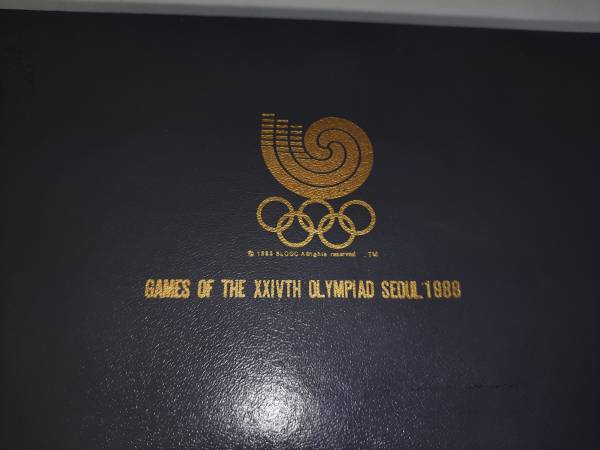 © 1983 SLOOC All rights reserved. TM
GAMES OF THE XXIVTH OLYMPIAD SEOUL 1988